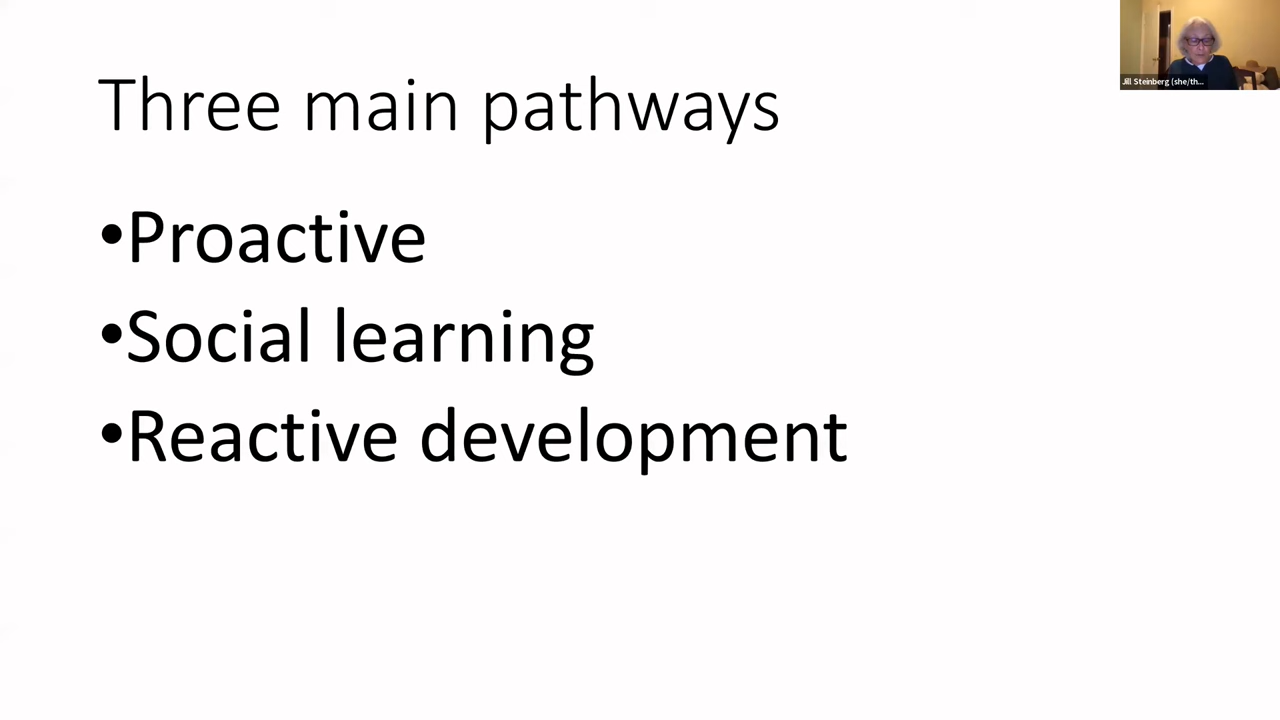 Three main pathways
•Proactive
•Social learning
•Reactive development
Jill Steinberg (she/th...